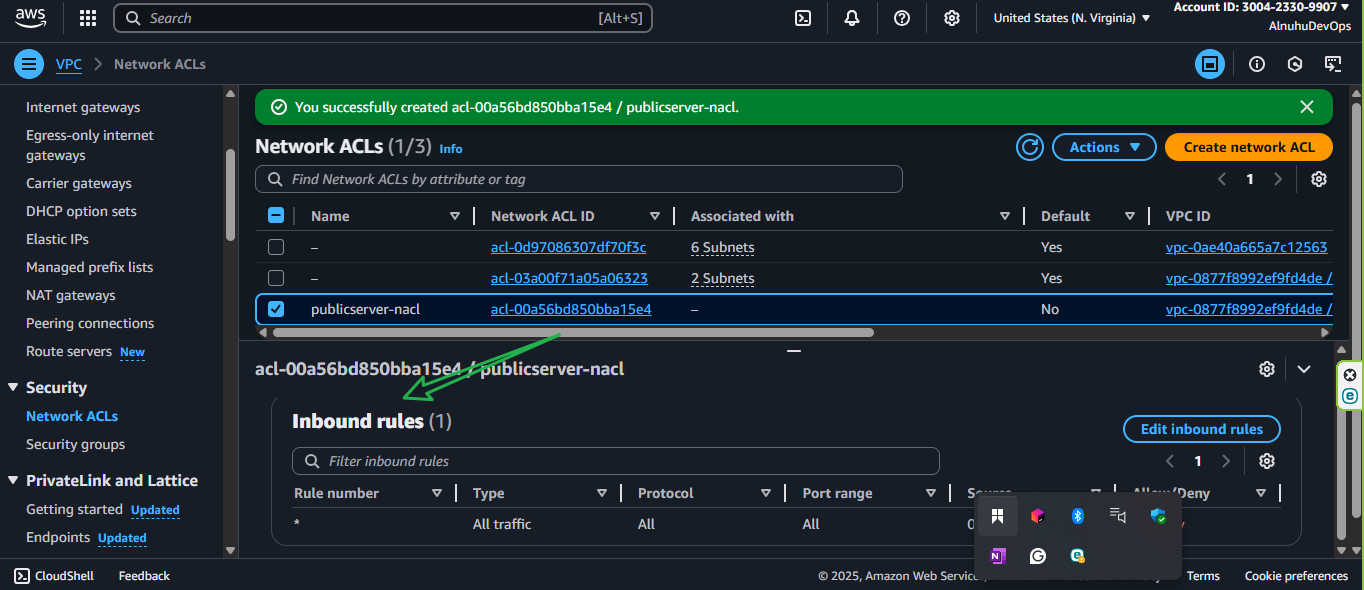 aws
Search [Alt+S]
United States (N. Virginia)
Account ID: 3004-2330-9907
AlnuhuDevOps
VPC > Network ACLs
Internet gateways
Egress-only internet
gateways
Carrier gateways
DHCP option sets
Elastic IPs
Managed prefix lists
NAT gateways
Peering connections
Route servers New
Security
Network ACLs
Security groups
PrivateLink and Lattice
Getting started Updated
Endpoints Updated
You successfully created acl-00a56bd850bba15e4 / publicserver-nacl.
Network ACLs (1/3) Info
Actions
Create network ACL
Find Network ACLs by attribute or tag
1
Name Network ACL ID Associated with Default VPC ID
– acl-0d97086307df70f3c 6 Subnets Yes vpc-0ae40a665a7c12563
– acl-03a00f71a05a06323 2 Subnets Yes vpc-0877f8992ef9fd4de /
publicserver-nacl acl-00a56bd850bba15e4 – No vpc-0877f8992ef9fd4de /
acl-00a56bd850bba15e4 / publicserver-nacl
Inbound rules (1)
Edit inbound rules
Filter inbound rules
1
Rule number Type Protocol Port range Source Allow/Deny
* All traffic All All 0
CloudShell Feedback
© 2025, Amazon Web Terms Cookie preferences